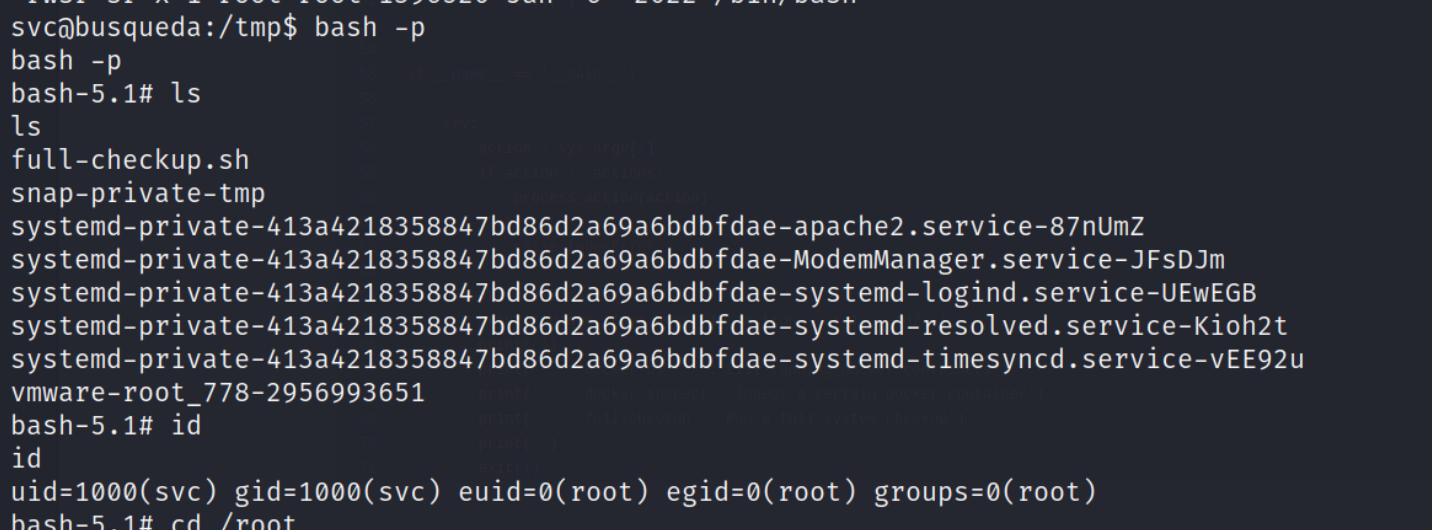 svc@busqueda:/tmp$ bash -p
bash -p
bash-5.1# ls
ls
full-checkup.sh
snap-private-tmp
systemd-private-413a4218358847bd86d2a69a6bdbfdae-apache2.service-87nUmZ
systemd-private-413a4218358847bd86d2a69a6bdbfdae-ModemManager.service-JFsDJm
systemd-private-413a4218358847bd86d2a69a6bdbfdae-systemd-logind.service-UEwEGB
systemd-private-413a4218358847bd86d2a69a6bdbfdae-systemd-resolved.service-Kioh2t
systemd-private-413a4218358847bd86d2a69a6bdbfdae-systemd-timesyncd.service-vEE92u
vmware-root_778-2956993651
bash-5.1# id
id
uid=1000(svc) gid=1000(svc) euid=0(root) egid=0(root) groups=0(root)
bash-5.1# cd /root